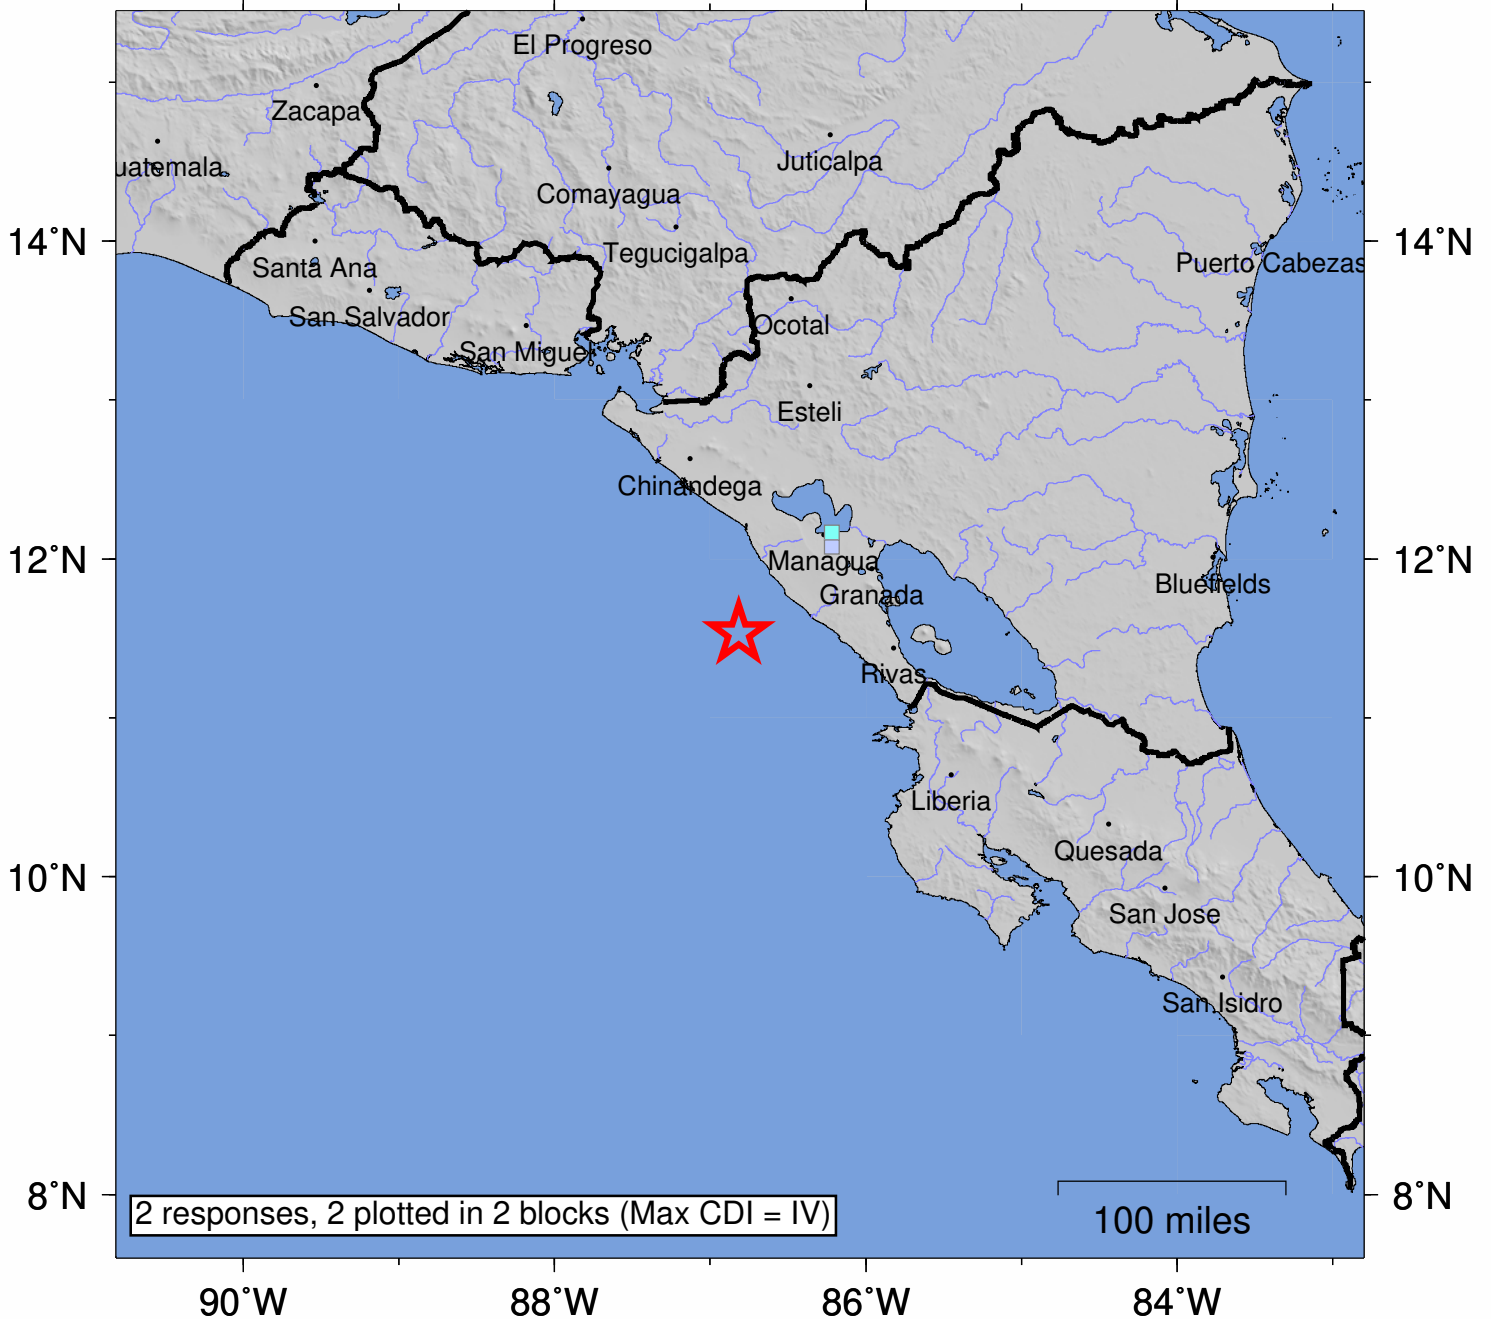 El Progreso
Zacapa
uatemala
Juticalpa
Comayagua
14°N
Tegucigalpa
14°N
Santa Ana
Puerto Cabezas
San Salvador
Ocotal
San Miguel
Esteli
Chinandega
12°N
Managua
12°N
Bluefields
Granada
Rivas
Liberia
Quesada
10°N
10°N
San Jose
San Isidro
8°N
8°N
2 responses, 2 plotted in 2 blocks (Max CDI = IV)
100 miles
90°W
88°W
86°W
84°W